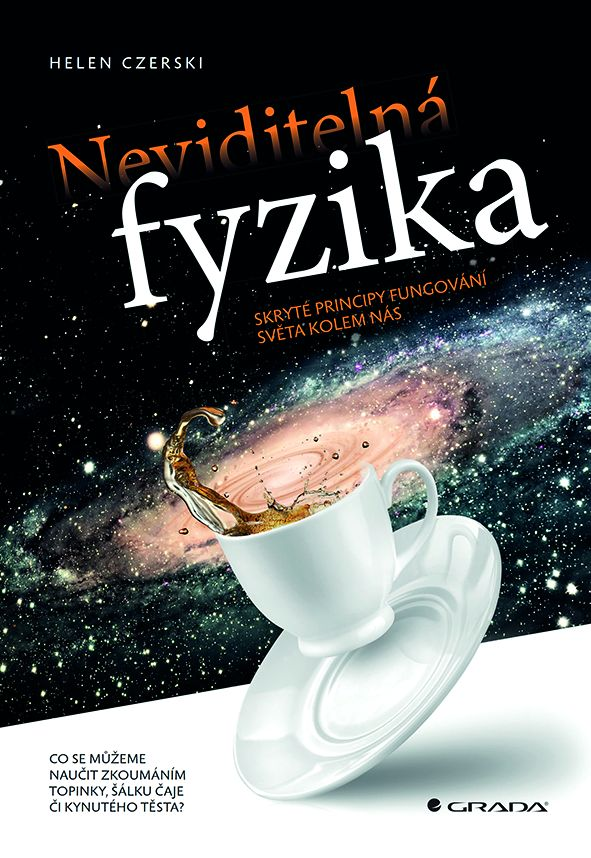 HELEN CZERSKI
Neviditelná
fyzika
SKRYTÉ PRINCIPY FUNGOVÁNÍ
SVĚTA KOLEM NÁS
CO SE MŮŽEME
NAUČIT ZKOUMÁNÍM
TOPINKY, ŠÁLKU ČAJE
ČI KYNUTÉHO TĚSTA?
GRADA